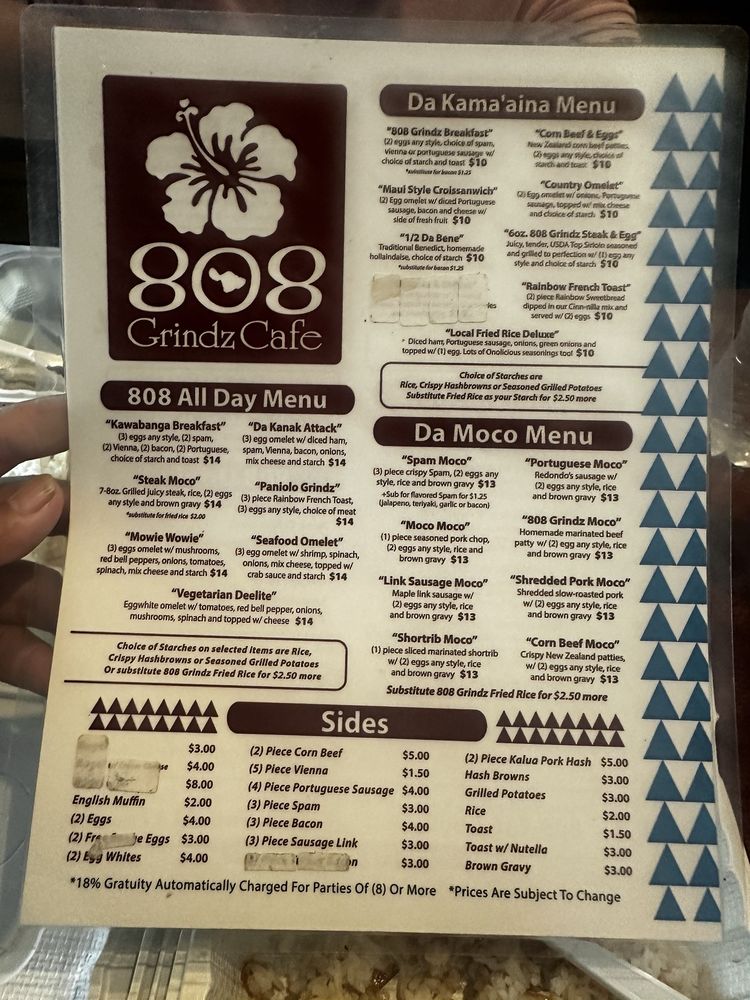 808
Grindz Cafe
808 All Day Menu
"Kawabanga Breakfast"
(3) eggs any style, (2) spam,
(2) Vienna, (2) bacon, (2) Portuguese,
choice of starch and toast $14
"Da Kanak Attack"
(3) egg omelet w/ diced ham,
spam, Vienna, bacon, onions,
mix cheese and starch $14
"Steak Moco"
7-8oz. Grilled juicy steak, rice, (2) eggs
any style and brown gravy $14
*substitute for fried rice $2.00
"Paniolo Grindz"
(3) piece Rainbow French Toast,
(3) eggs any style, choice of meat
$14
"Mowie Wowie"
(3) eggs omelet w/ mushrooms,
red bell peppers, onions, tomatoes,
spinach, mix cheese and starch $14
"Seafood Omelet"
(3) egg omelet w/ shrimp, spinach,
onions, mix cheese, topped w/
crab sauce and starch $14
"Vegetarian Deelite"
Eggwhite omelet w/ tomatoes, red bell pepper, onions,
mushrooms, spinach and topped w/ cheese $14
Choice of Starches on selected items are Rice,
Crispy Hashbrowns or Seasoned Grilled Potatoes
Or substitute 808 Grindz Fried Rice for $2.50 more
Da Kama'aina Menu
"808 Grindz Breakfast"
(2) eggs any style, choice of spam,
Vienna or portuguese sausage w/
choice of starch and toast $10
*substitute for bacon $1.25
"Corn Beef & Eggs"
New Zealand corn beef patties,
(2) eggs any style, choice of
starch and toast $10
"Maui Style Croissanwich"
(2) Egg omelet w/ diced Portuguese
sausage, bacon and cheese w/
side of fresh fruit $10
"Country Omelet"
(2) Egg omelet w/ onions, Portuguese
sausage, topped w/ mix cheese
and choice of starch $10
"1/2 Da Bene"
Traditional Benedict, homemade
hollaindaise, choice of starch $10
*substitute for bacon $1.25
"6oz. 808 Grindz Steak & Egg"
Juicy, tender, USDA Top Sirloin seasoned
and grilled to perfection w/ (1) egg any
style and choice of starch $10
"Rainbow French Toast"
(2) piece Rainbow Sweetbread
dipped in our Cinn-nilla mix and
served w/ (2) eggs $10
"Local Fried Rice Deluxe"
Diced ham, Portuguese sausage, onions, green onions and
topped w/ (1) egg. Lots of Onolicious seasonings too! $10
Choice of Starches are
Rice, Crispy Hashbrowns or Seasoned Grilled Potatoes
Substitute Fried Rice as your Starch for $2.50 more
Da Moco Menu
"Spam Moco"
(3) piece crispy Spam, (2) eggs any
style, rice and brown gravy $13
+Sub for flavored Spam for $1.25
(jalapeno, teriyaki, garlic or bacon)
"Portuguese Moco"
Redondo's sausage w/
(2) eggs any style, rice
and brown gravy $13
"Moco Moco"
(1) piece seasoned pork chop,
(2) eggs any style, rice and
brown gravy $13
"808 Grindz Moco"
Homemade marinated beef
patty w/ (2) egg any style, rice
and brown gravy $13
"Link Sausage Moco"
Maple link sausage w/
(2) eggs any style, rice
and brown gravy $13
"Shredded Pork Moco"
Shredded slow-roasted pork
w/ (2) eggs any style, rice
and brown gravy $13
"Shortrib Moco"
(1) piece sliced marinated shortrib
w/ (2) eggs any style, rice
and brown gravy $13
"Corn Beef Moco"
Crispy New Zealand patties,
w/ (2) eggs any style, rice
and brown gravy $13
Substitute 808 Grindz Fried Rice for $2.50 more
Sides
$3.00
$4.00
$8.00
English Muffin $2.00
(2) Eggs $4.00
(2) Eggs $3.00
(2) Egg Whites $4.00
(2) Piece Corn Beef $5.00
(5) Piece Vienna $1.50
(4) Piece Portuguese Sausage $4.00
(3) Piece Spam $3.00
(3) Piece Bacon $4.00
(3) Piece Sausage Link $3.00
$3.00
(2) Piece Kalua Pork Hash $5.00
Hash Browns $3.00
Grilled Potatoes $3.00
Rice $2.00
Toast $1.50
Toast w/ Nutella $3.00
Brown Gravy $3.00
*18% Gratuity Automatically Charged For Parties Of (8) Or More *Prices Are Subject To Change